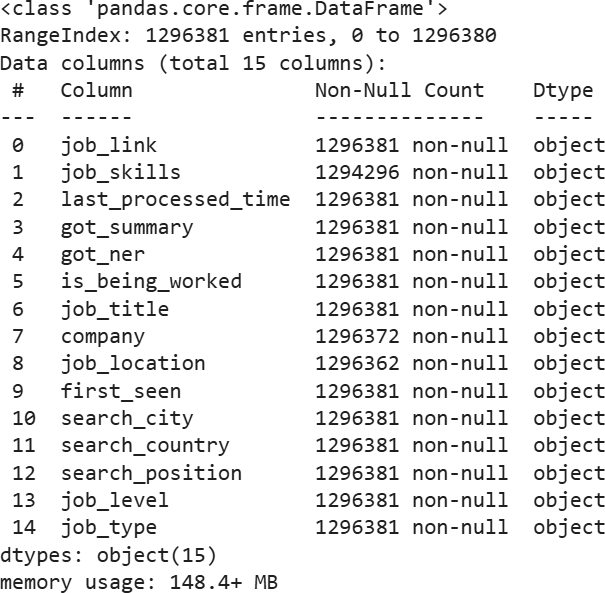 <class 'pandas.core.frame.DataFrame'>
RangeIndex: 1296381 entries, 0 to 1296380
Data columns (total 15 columns):
 #   Column               Non-Null Count    Dtype
---  ------               --------------    -----
 0   job_link             1296381 non-null  object
 1   job_skills           1294296 non-null  object
 2   last_processed_time  1296381 non-null  object
 3   got_summary          1296381 non-null  object
 4   got_ner              1296381 non-null  object
 5   is_being_worked      1296381 non-null  object
 6   job_title            1296381 non-null  object
 7   company              1296372 non-null  object
 8   job_location         1296362 non-null  object
 9   first_seen           1296381 non-null  object
 10  search_city          1296381 non-null  object
 11  search_country       1296381 non-null  object
 12  search_position      1296381 non-null  object
 13  job_level            1296381 non-null  object
 14  job_type             1296381 non-null  object
dtypes: object(15)
memory usage: 148.4+ MB